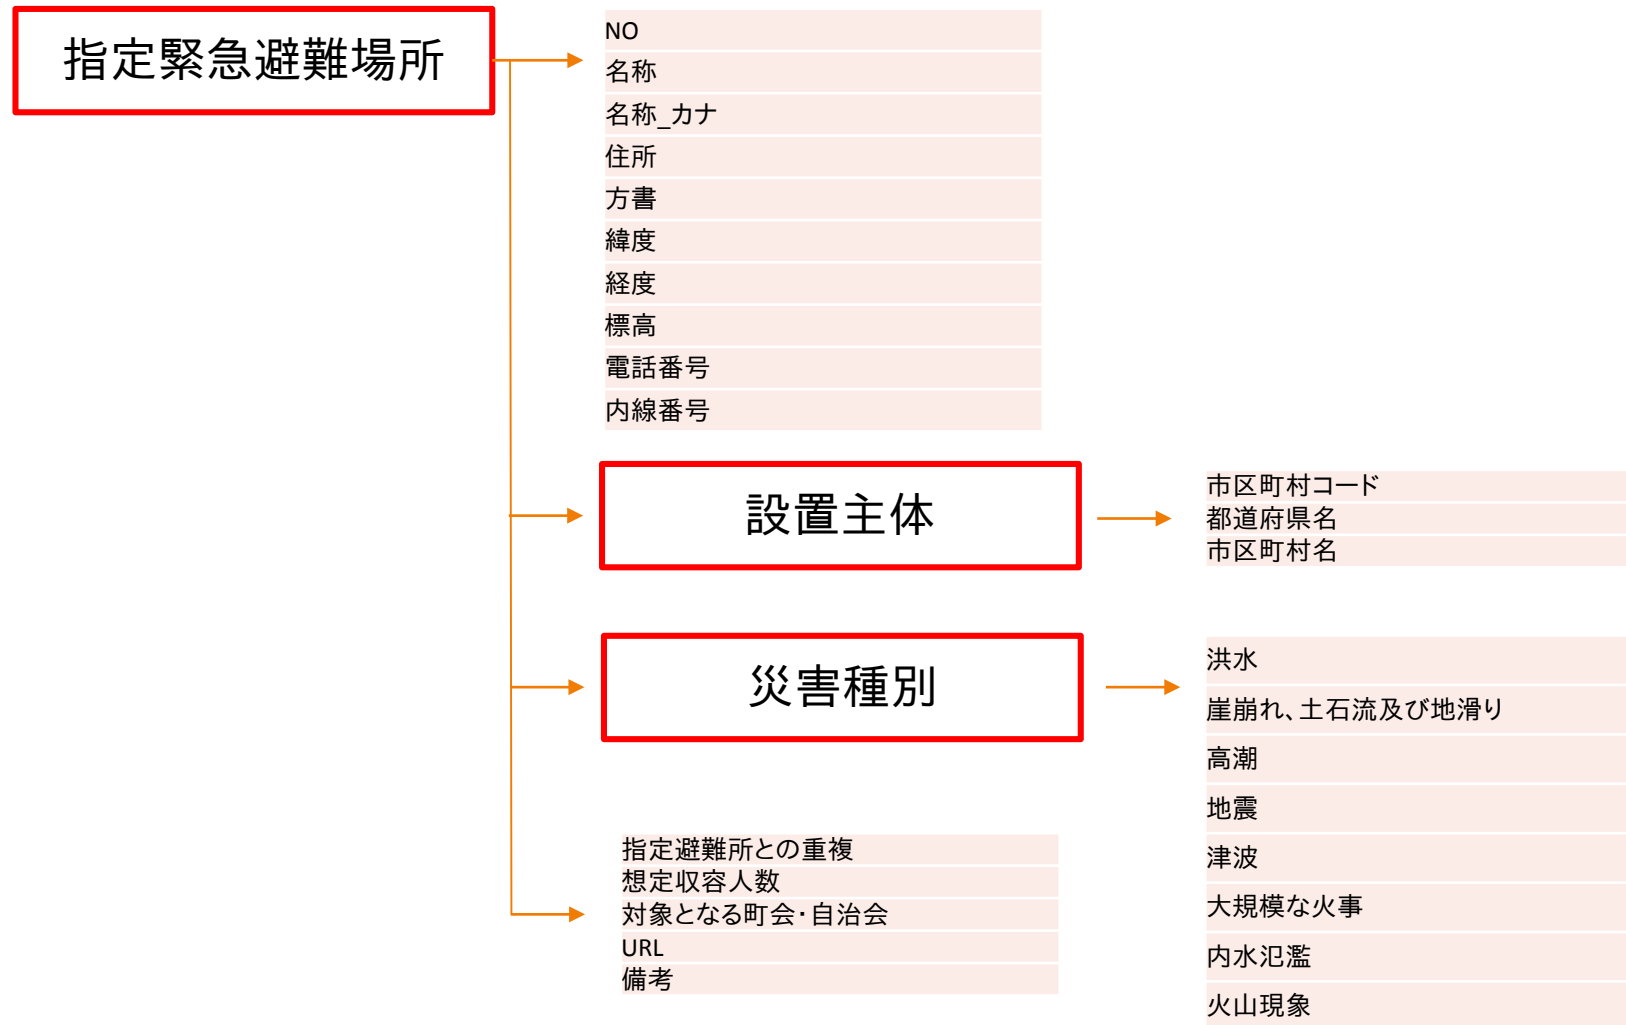 指定緊急避難場所
NO
名称
名称_カナ
住所
方書
緯度
経度
標高
電話番号
内線番号
設置主体
市区町村コード
都道府県名
市区町村名
災害種別
洪水
崖崩れ、土石流及び地滑り
高潮
地震
津波
大規模な火事
内水氾濫
火山現象
指定避難所との重複
想定収容人数
対象となる町会・自治会
URL
備考